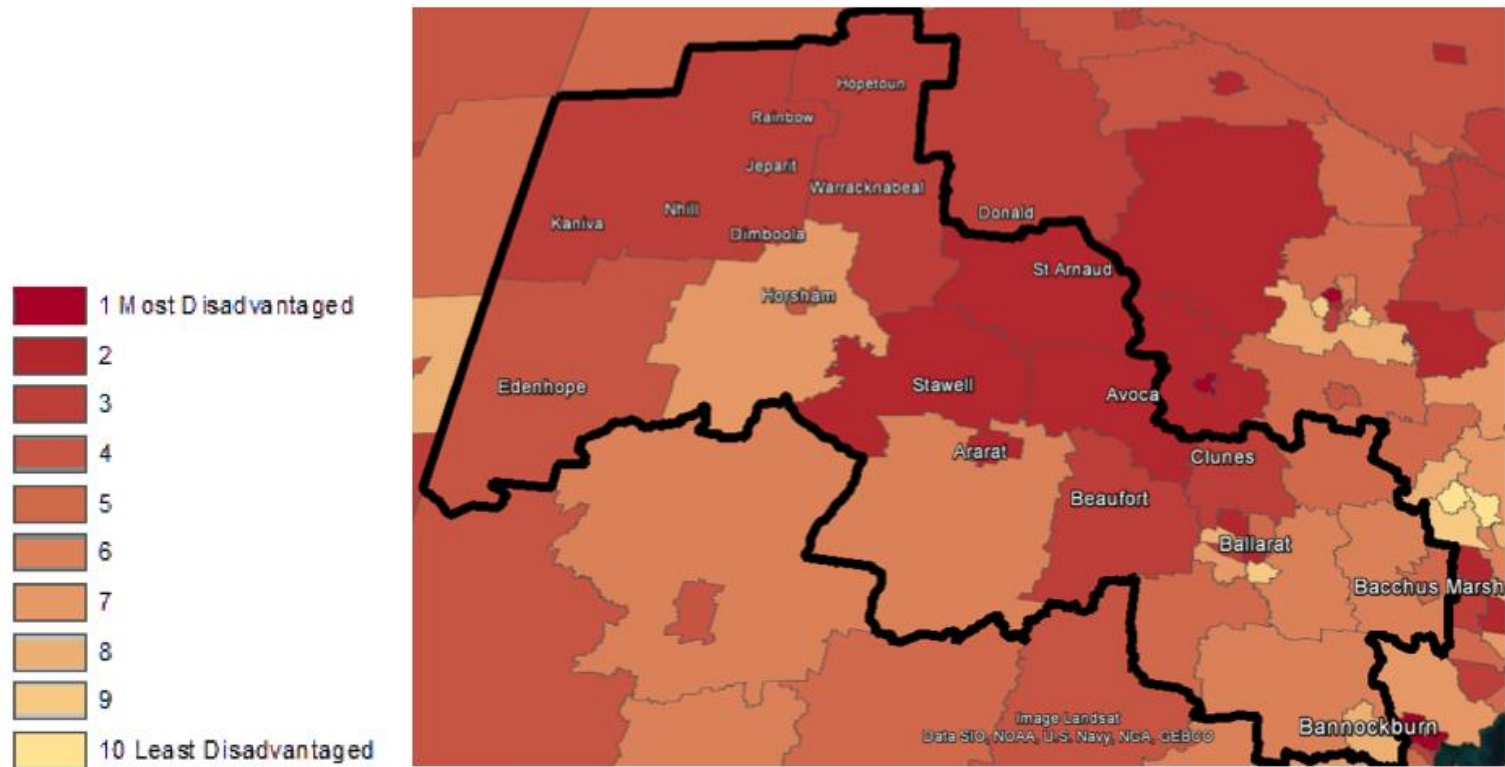 1 Most Disadvantaged
2
3
4
5
6
7
8
9
10 Least Disadvantaged
Hopetoun
Rainbow
Jeparit
Warracknabeal
Nhill
Kaniva
Donald
Dimboola
St Arnaud
Horsham
Edenhope
Stawell
Avoca
Ararat
Clunes
Beaufort
Ballarat
Bacchus Marsh
Bannockburn
Image Landsat
Data SIO, NOAA, U.S. Navy, NGA, GEBCO